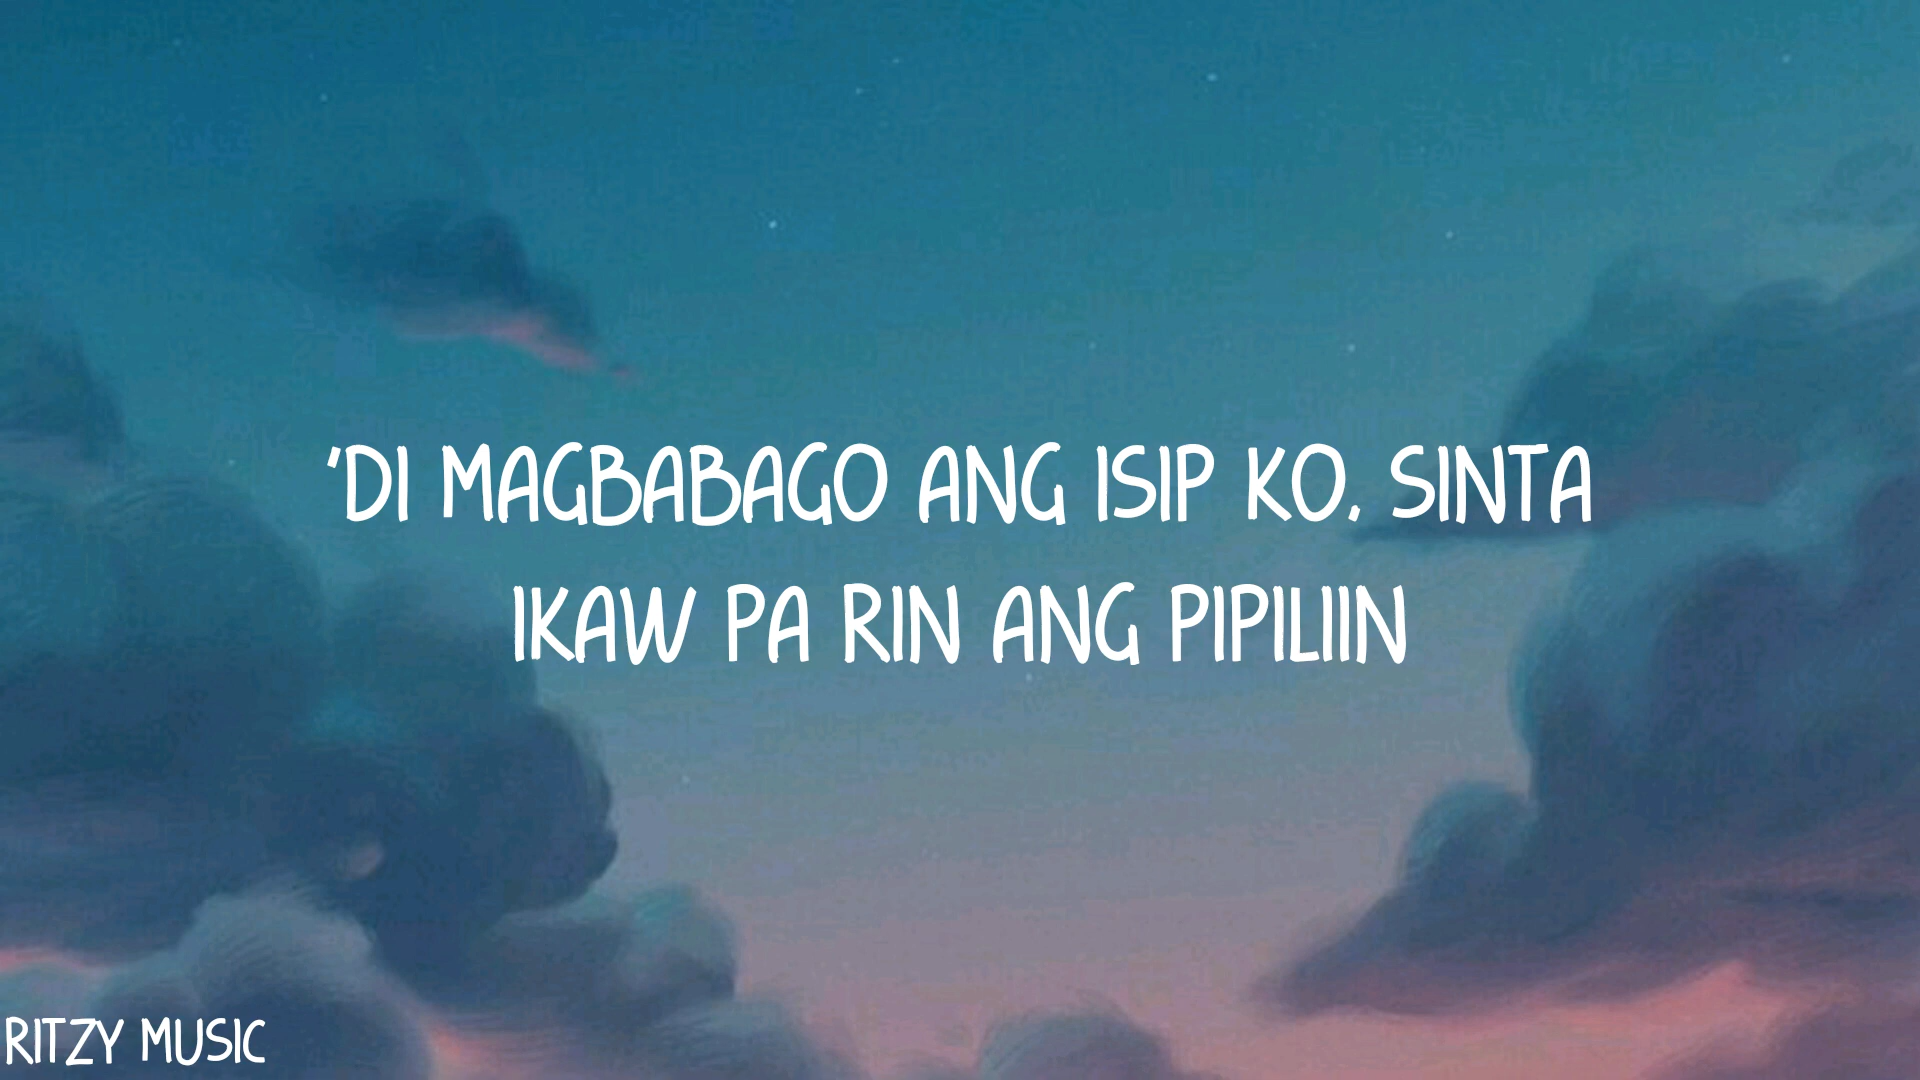 'DI MAGBABAGO ANG ISIP KO, SINTA
IKAW PA RIN ANG PIPILIIN
RITZY MUSIC